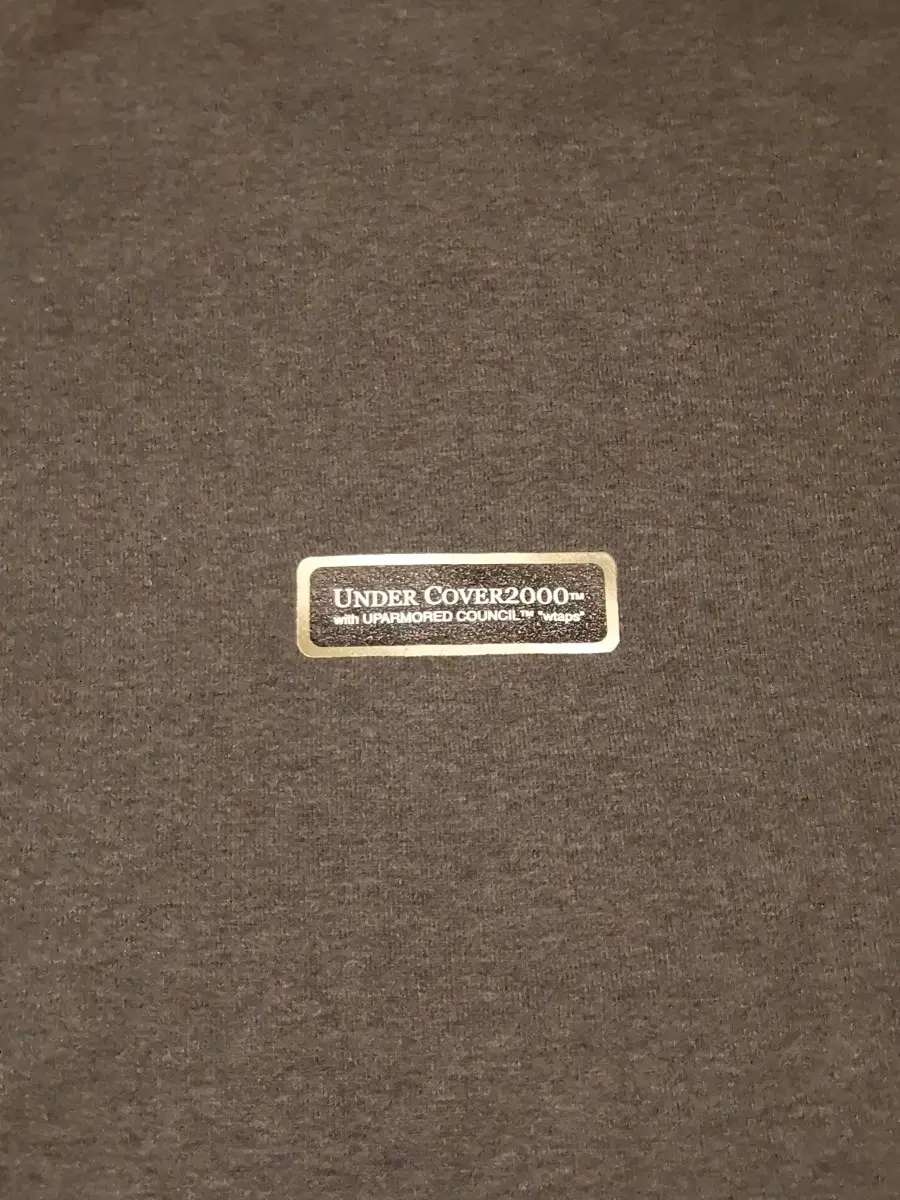 UNDER COVER2000™
with UPARMORED COUNCIL™ "wtaps"